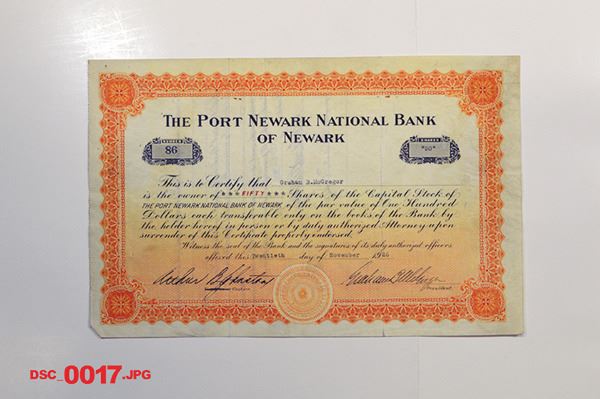 THE PORT NEWARK NATIONAL BANK
OF NEWARK
NUMBER
86
SHARES
"50"
This is to Certify that Graham B. McGregor
is the owner of ***FIFTY*** Shares of the Capital Stock of
THE PORT NEWARK NATIONAL BANK OF NEWARK of the par value of One Hundred
Dollars each transferable only on the books of the Bank by
the holder hereof in person or by duly authorized Attorney upon
surrender of this Certificate properly endorsed.
Witness the seal of the Bank and the signatures of its duly authorized officers
affixed this Twentieth day of November 1926
Cashier
President
DSC_0017.JPG